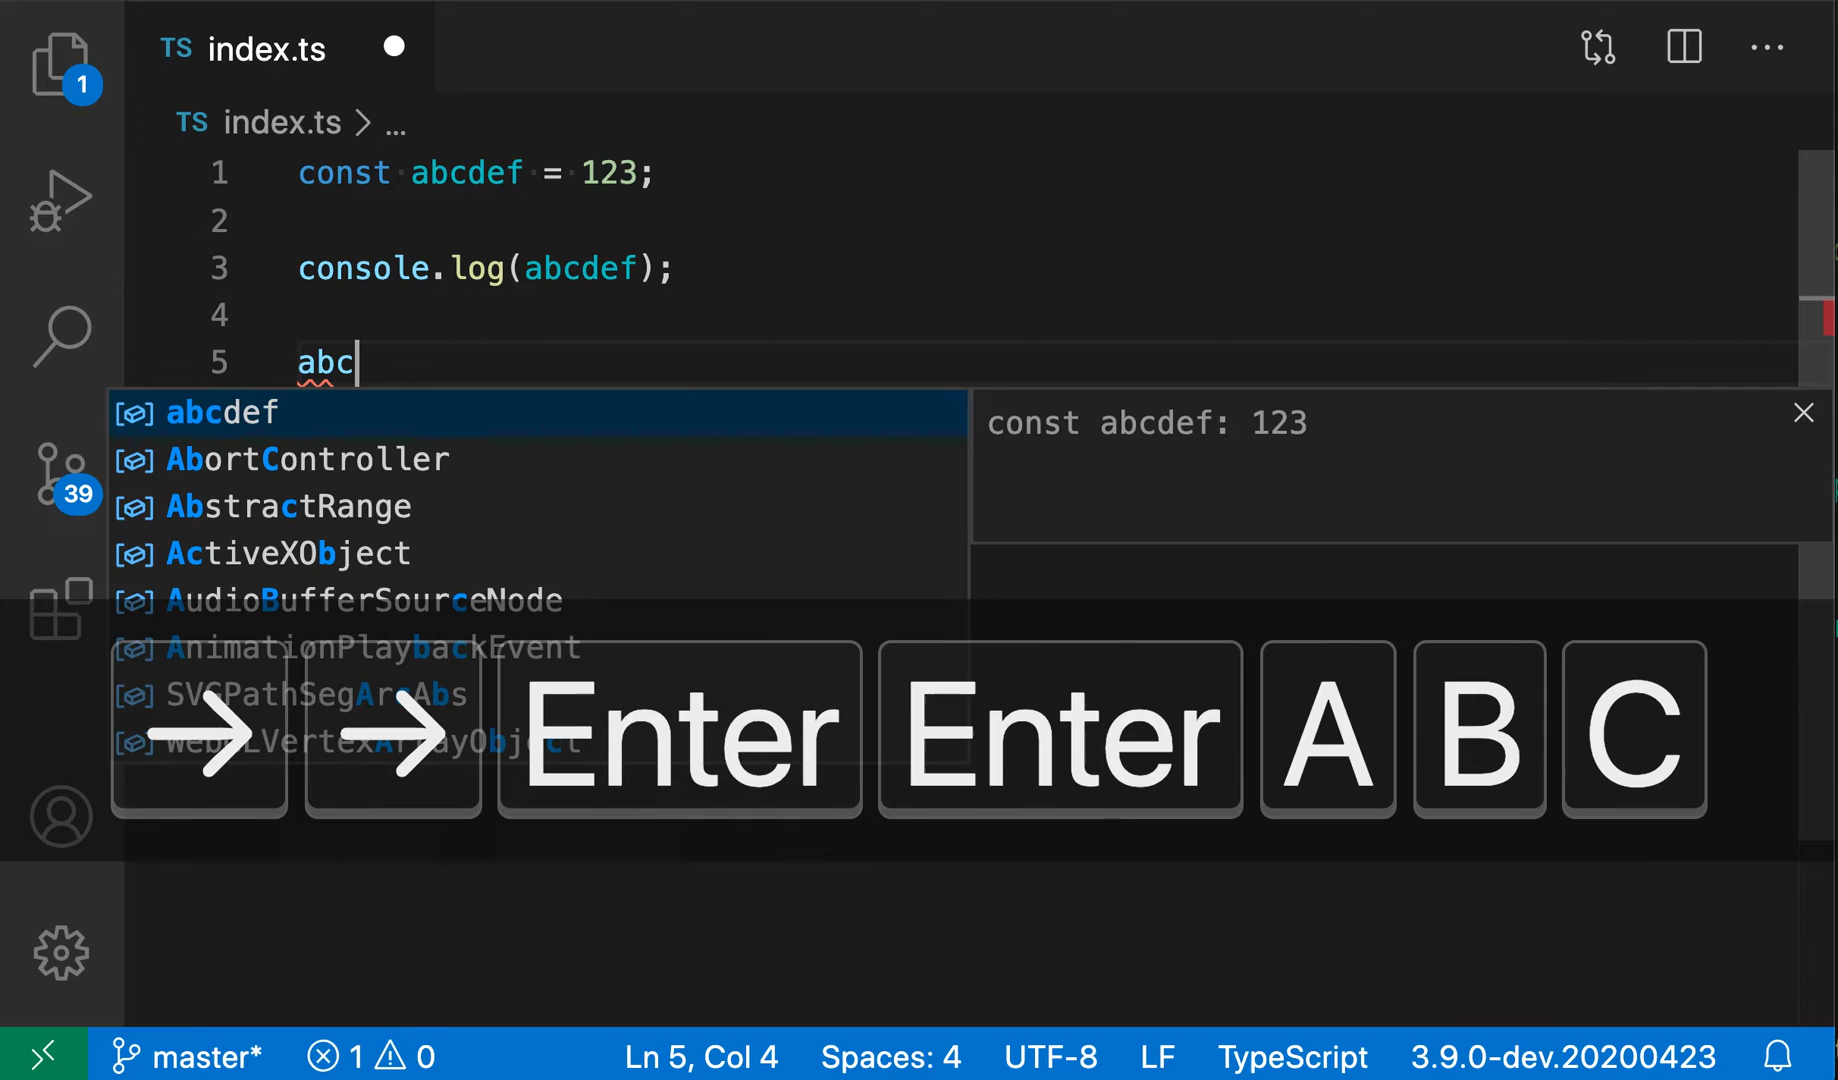 TS index.ts
1
TS index.ts > ...
1 const abcdef = 123;
2
3 console.log(abcdef);
4
5 abc
abcdef
const abcdef: 123
AbortController
AbstractRange
39
ActiveXObject
AudioBufferSourceNode
AnimationPlaybackEvent
SVGPathSegArcAbs
WebGLVertexArrayObject
→ → Enter Enter A B C
master* 1 0 Ln 5, Col 4 Spaces: 4 UTF-8 LF TypeScript 3.9.0-dev.20200423